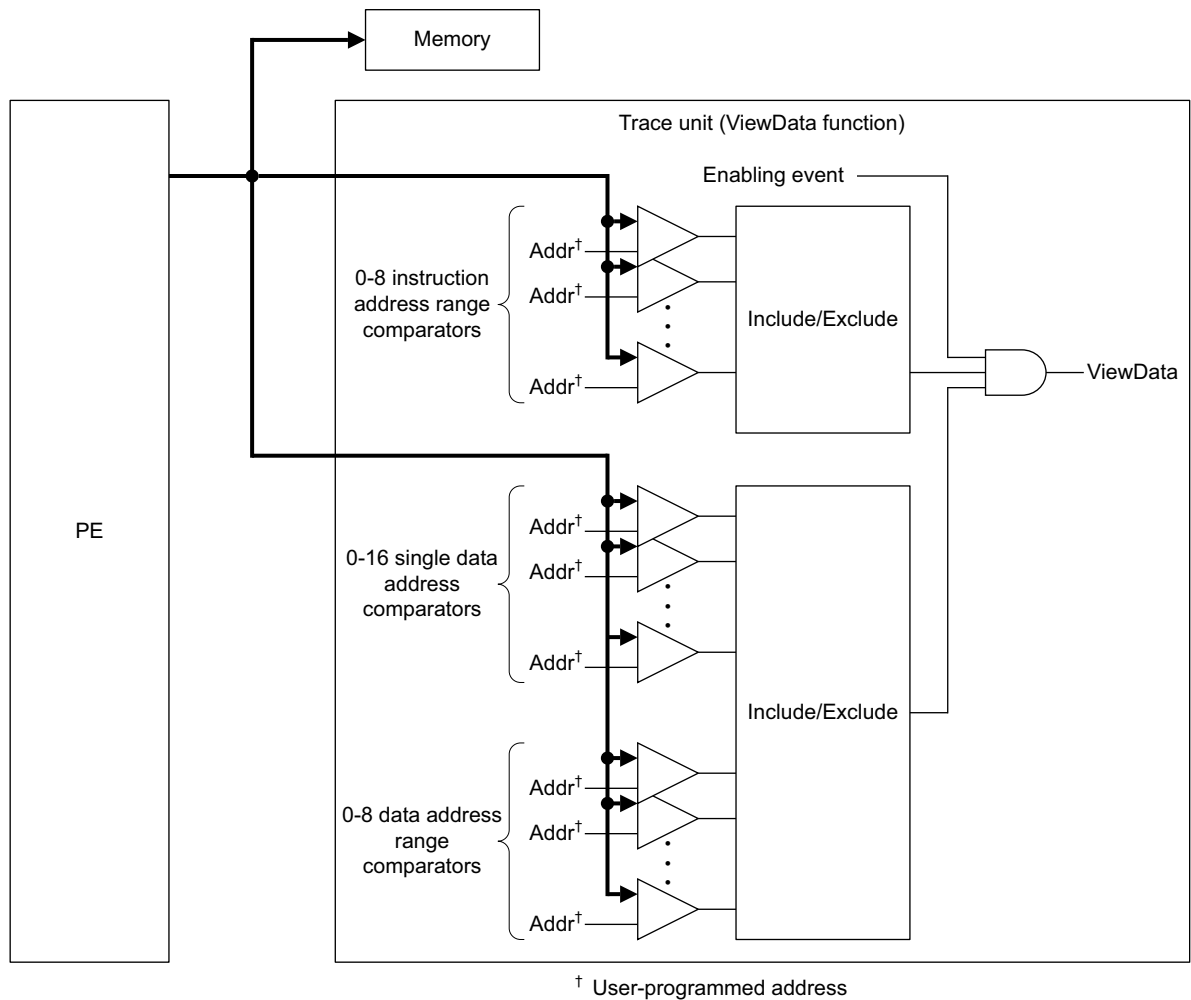 Memory
Trace unit (ViewData function)
Enabling event
Addr†
0-8 instruction
address range
comparators
Addr†
Addr†
Include/Exclude
ViewData
PE
Addr†
0-16 single data
address
comparators
Addr†
Addr†
Include/Exclude
Addr†
0-8 data address
range
comparators
Addr†
Addr†
† User-programmed address